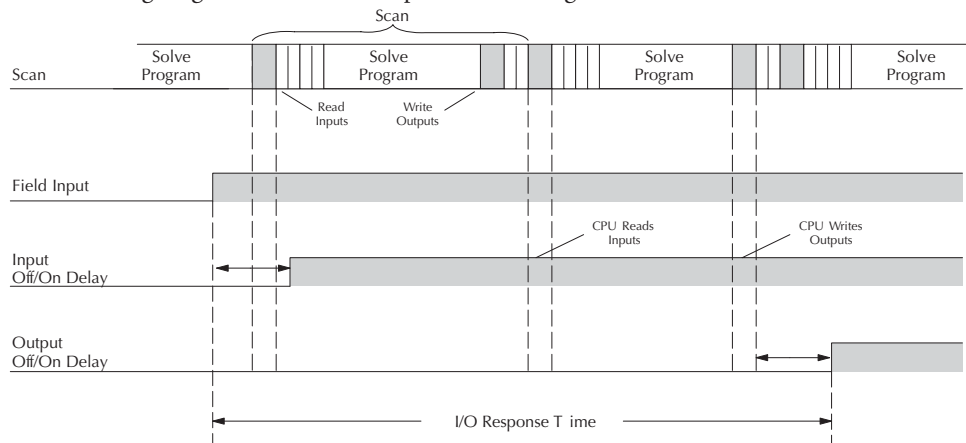 Scan
Scan
Solve
Program
Solve
Program
Solve
Program
Solve
Program
Read
Inputs
Write
Outputs
Field Input
Input
Off/On Delay
CPU Reads
Inputs
CPU Writes
Outputs
Output
Off/On Delay
I/O Response T ime